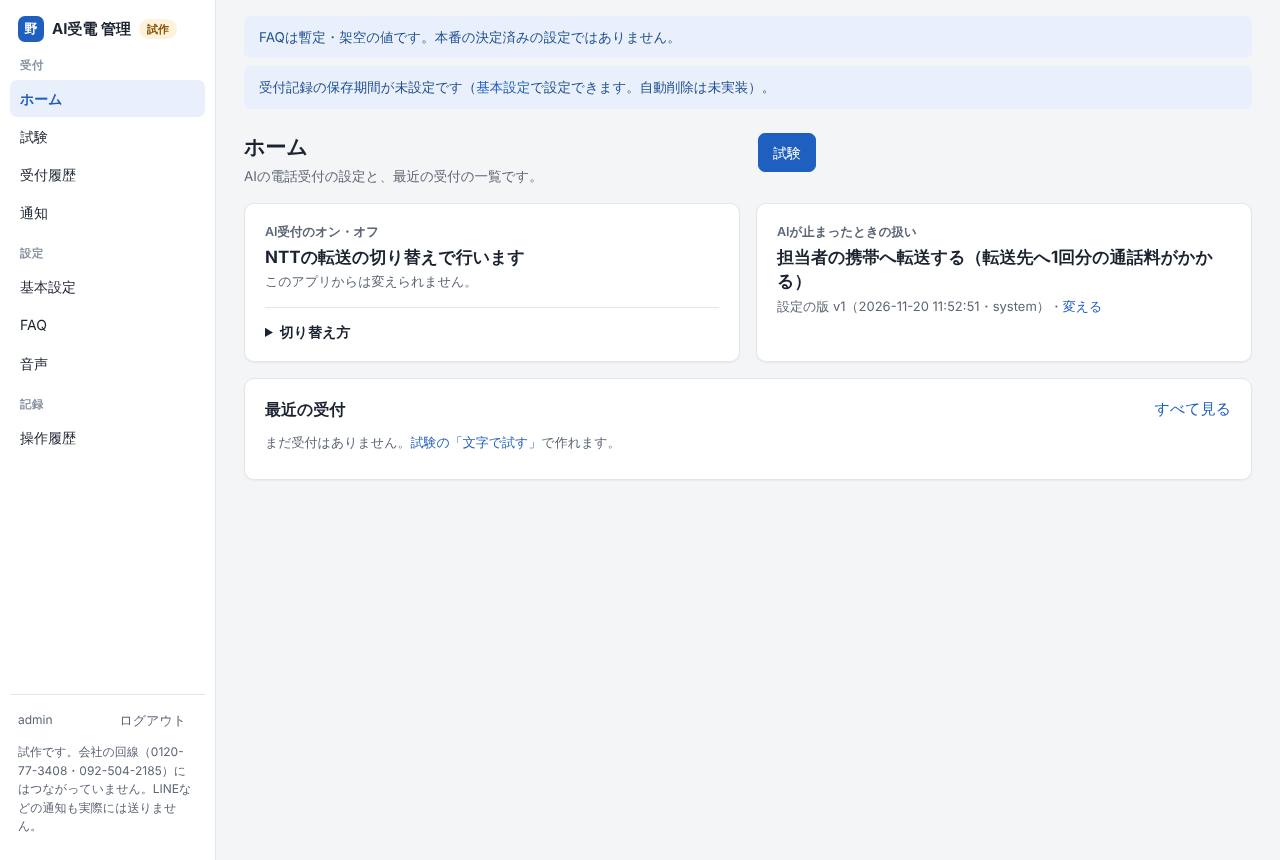 野 AI受電 管理 試作
受付
ホーム
試験
受付履歴
通知
設定
基本設定
FAQ
音声
記録
操作履歴
admin ログアウト
試作です。会社の回線（0120-
77-3408・092-504-2185）に
はつながっていません。LINEな
どの通知も実際には送りませ
ん。
FAQは暫定・架空の値です。本番の決定済みの設定ではありません。
受付記録の保存期間が未設定です（基本設定で設定できます。自動削除は未実装）。
ホーム
試験
AIの電話受付の設定と、最近の受付の一覧です。
AI受付のオン・オフ
NTTの転送の切り替えで行います
このアプリからは変えられません。
▶ 切り替え方
AIが止まったときの扱い
担当者の携帯へ転送する（転送先へ1回分の通話料がかか
る）
設定の版 v1（2026-11-20 11:52:51・system）・変える
最近の受付 すべて見る
まだ受付はありません。試験の「文字で試す」で作れます。